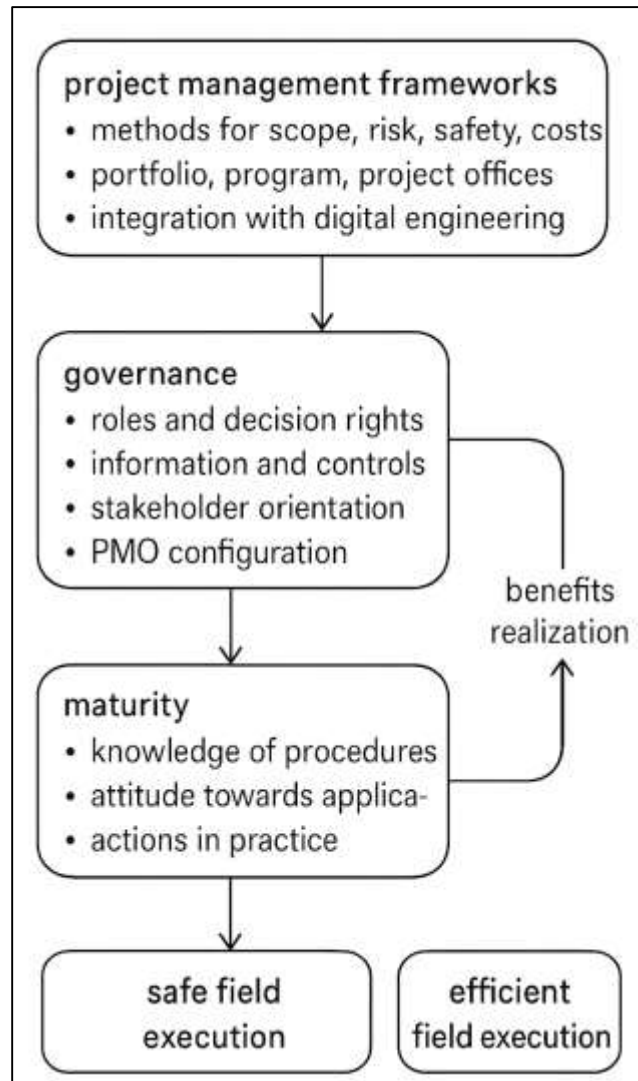 project management frameworks
• methods for scope, risk, safety, costs
• portfolio, program, project offices
• integration with digital engineering
governance
• roles and decision rights
• information and controls
• stakeholder orientation
• PMO configuration
benefits
realization
maturity
• knowledge of procedures
• attitude towards applica-
• actions in practice
safe field
execution
efficient
field execution